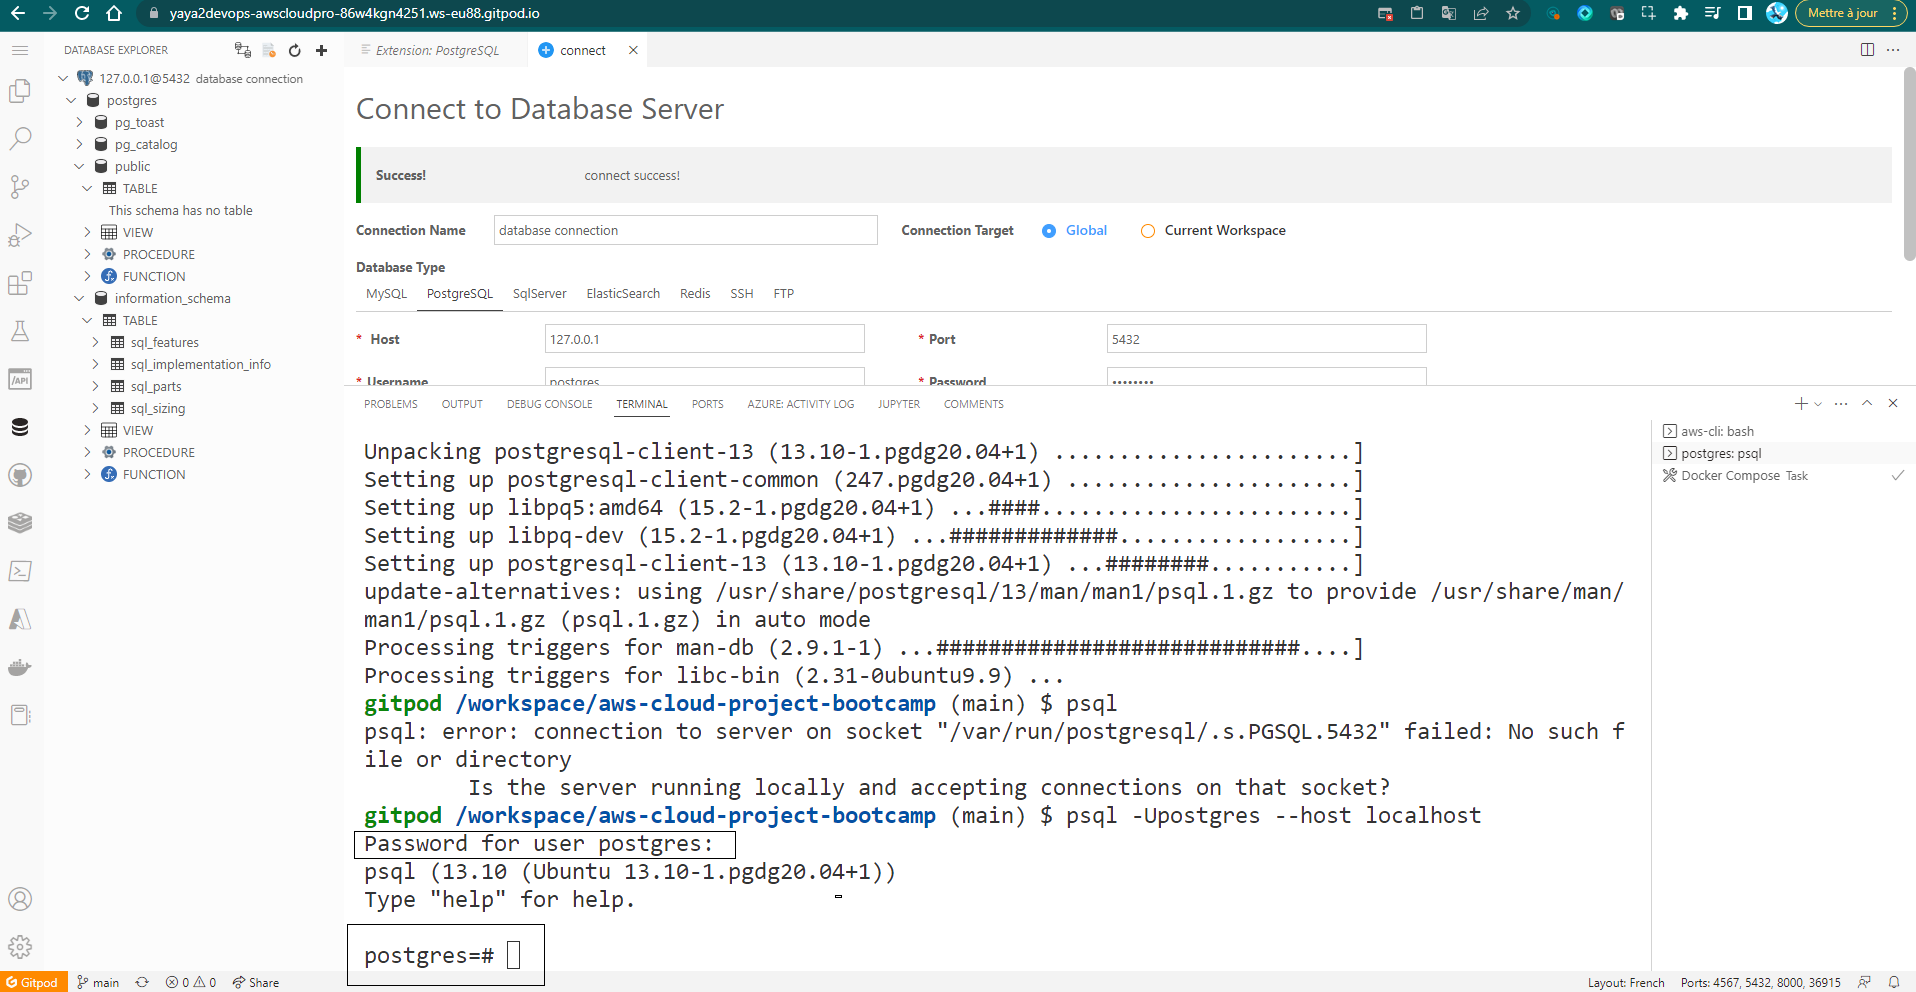 yaya2devops-awscloudpro-86w4kgn4251.ws-eu88.gitpod.io
Mettre à jour
DATABASE EXPLORER
127.0.0.1@5432 database connection
postgres
pg_toast
pg_catalog
public
TABLE
This schema has no table
VIEW
PROCEDURE
FUNCTION
information_schema
TABLE
sql_features
sql_implementation_info
sql_parts
sql_sizing
VIEW
PROCEDURE
FUNCTION
Extension: PostgreSQL
connect
Connect to Database Server
Success! connect success!
Connection Name database connection Connection Target Global Current Workspace
Database Type
MySQL PostgreSQL SqlServer ElasticSearch Redis SSH FTP
* Host 127.0.0.1 * Port 5432
* Username postgres * Password ••••••••
PROBLEMS OUTPUT DEBUG CONSOLE TERMINAL PORTS AZURE: ACTIVITY LOG JUPYTER COMMENTS
Unpacking postgresql-client-13 (13.10-1.pgdg20.04+1) .......................]
Setting up postgresql-client-common (247.pgdg20.04+1) ......................]
Setting up libpq5:amd64 (15.2-1.pgdg20.04+1) ...####........................]
Setting up libpq-dev (15.2-1.pgdg20.04+1) ...#############..................]
Setting up postgresql-client-13 (13.10-1.pgdg20.04+1) ...########...........]
update-alternatives: using /usr/share/postgresql/13/man/man1/psql.1.gz to provide /usr/share/man/
man1/psql.1.gz (psql.1.gz) in auto mode
Processing triggers for man-db (2.9.1-1) ...############################....]
Processing triggers for libc-bin (2.31-0ubuntu9.9) ...
gitpod /workspace/aws-cloud-project-bootcamp (main) $ psql
psql: error: connection to server on socket "/var/run/postgresql/.s.PGSQL.5432" failed: No such f
ile or directory
Is the server running locally and accepting connections on that socket?
gitpod /workspace/aws-cloud-project-bootcamp (main) $ psql -Upostgres --host localhost
Password for user postgres:
psql (13.10 (Ubuntu 13.10-1.pgdg20.04+1))
Type "help" for help.
postgres=#
aws-cli: bash
postgres: psql
Docker Compose Task
/API
Gitpod main 0 0 Share
Layout: French Ports: 4567, 5432, 8000, 36915